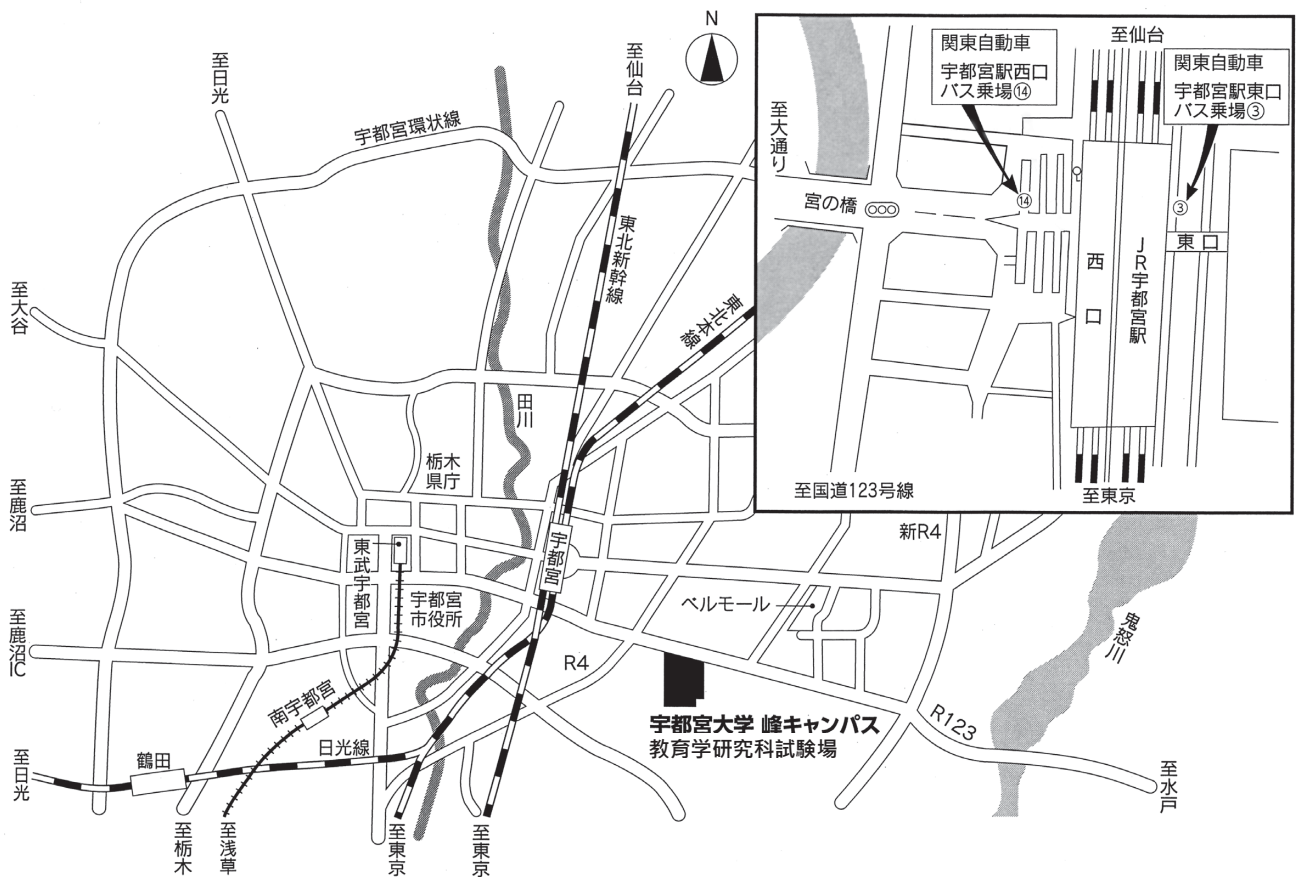 N
至日光
宇都宮環状線
至仙台
東北新幹線
東北本線
至大谷
田川
栃木
県庁
至鹿沼
東武宇都宮
宇都宮
宇都宮
市役所
至鹿沼IC
南宇都宮
日光線
鶴田
至日光
至栃木
至浅草
至東京
至東京
R4
新R4
ベルモール
鬼怒川
宇都宮大学 峰キャンパス
教育学研究科試験場
R123
至水戸
至仙台
関東自動車
宇都宮駅西口
バス乗場⑭
関東自動車
宇都宮駅東口
バス乗場③
至大通り
宮の橋
⑭
③
東口
西口
JR宇都宮駅
至国道123号線
至東京